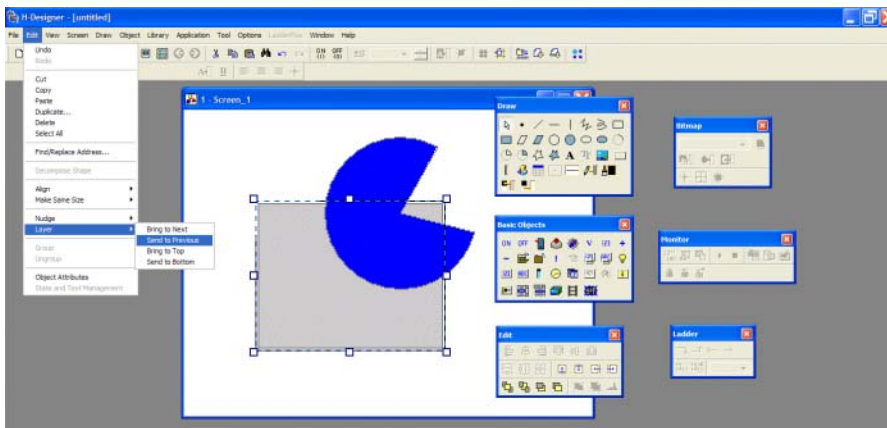 H-Designer - [untitled]
File Edit View Screen Draw Object Library Application Tool Options Window Help
Undo
Redo
Cut
Copy
Paste
Duplicate...
Delete
Select All
Find/Replace Address...
Decompose Shape
Align
Make Same Size
Nudge
Layer
Group
Ungroup
Object Attributes
State and Text Management
Bring to Next
Send to Previous
Bring to Top
Send to Bottom
1 - Screen_1
Draw
A
Bitmap
Basic Objects
ON OFF
Monitor
Edit
Ladder